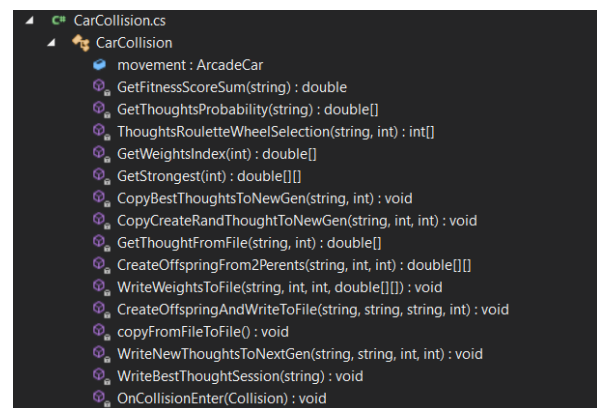 C# CarCollision.cs
CarCollision
movement : ArcadeCar
GetFitnessScoreSum(string) : double
GetThoughtsProbability(string) : double[]
ThoughtsRouletteWheelSelection(string, int) : int[]
GetWeightsIndex(int) : double[]
GetStrongest(int) : double[][]
CopyBestThoughtsToNewGen(string, int) : void
CopyCreateRandThoughtToNewGen(string, int, int) : void
GetThoughtFromFile(string, int) : double[]
CreateOffspringFrom2Perents(string, int, int) : double[][]
WriteWeightsToFile(string, int, int, double[][]) : void
CreateOffspringAndWriteToFile(string, string, string, int) : void
copyFromFileToFile() : void
WriteNewThoughtsToNextGen(string, string, int, int) : void
WriteBestThoughtSession(string) : void
OnCollisionEnter(Collision) : void